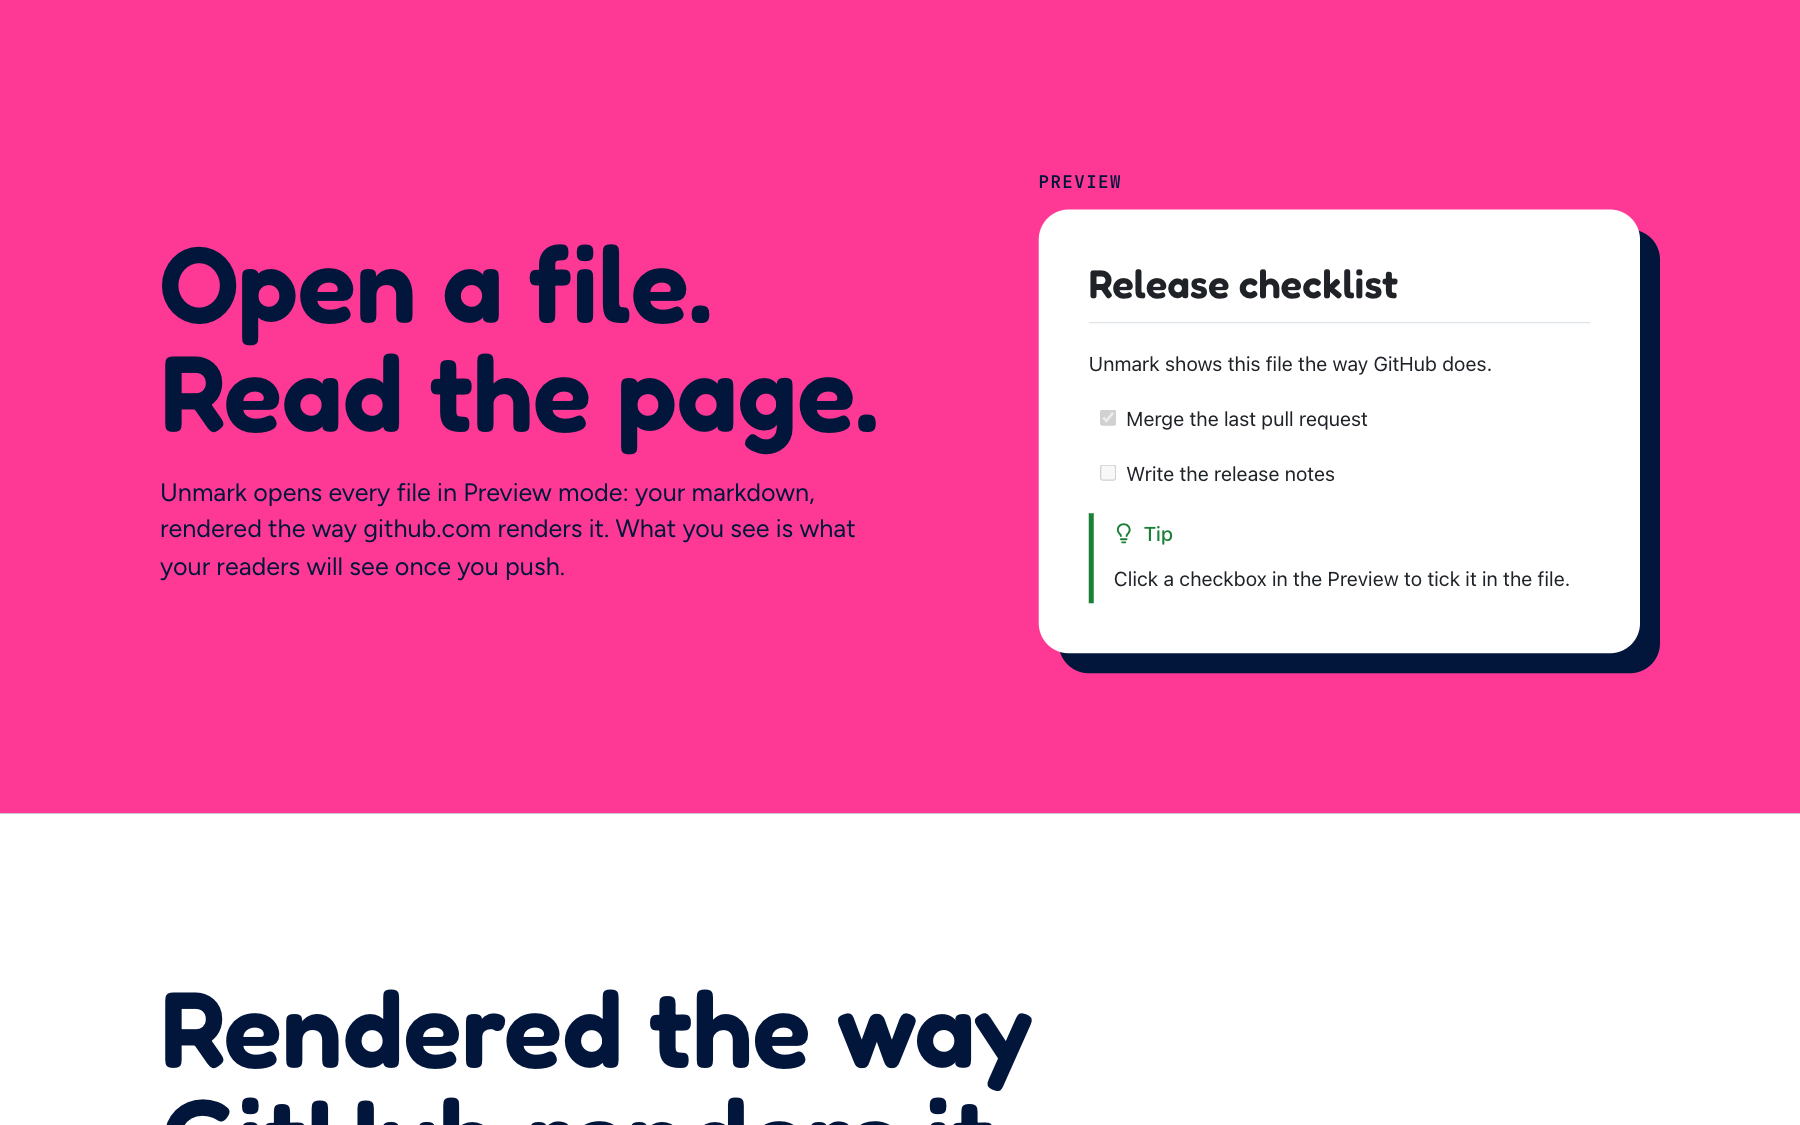 Open a file.
Read the page.
Unmark opens every file in Preview mode: your markdown,
rendered the way github.com renders it. What you see is what
your readers will see once you push.
PREVIEW
Release checklist
Unmark shows this file the way GitHub does.
Merge the last pull request
Write the release notes
Tip
Click a checkbox in the Preview to tick it in the file.
Rendered the way
GitHub renders it